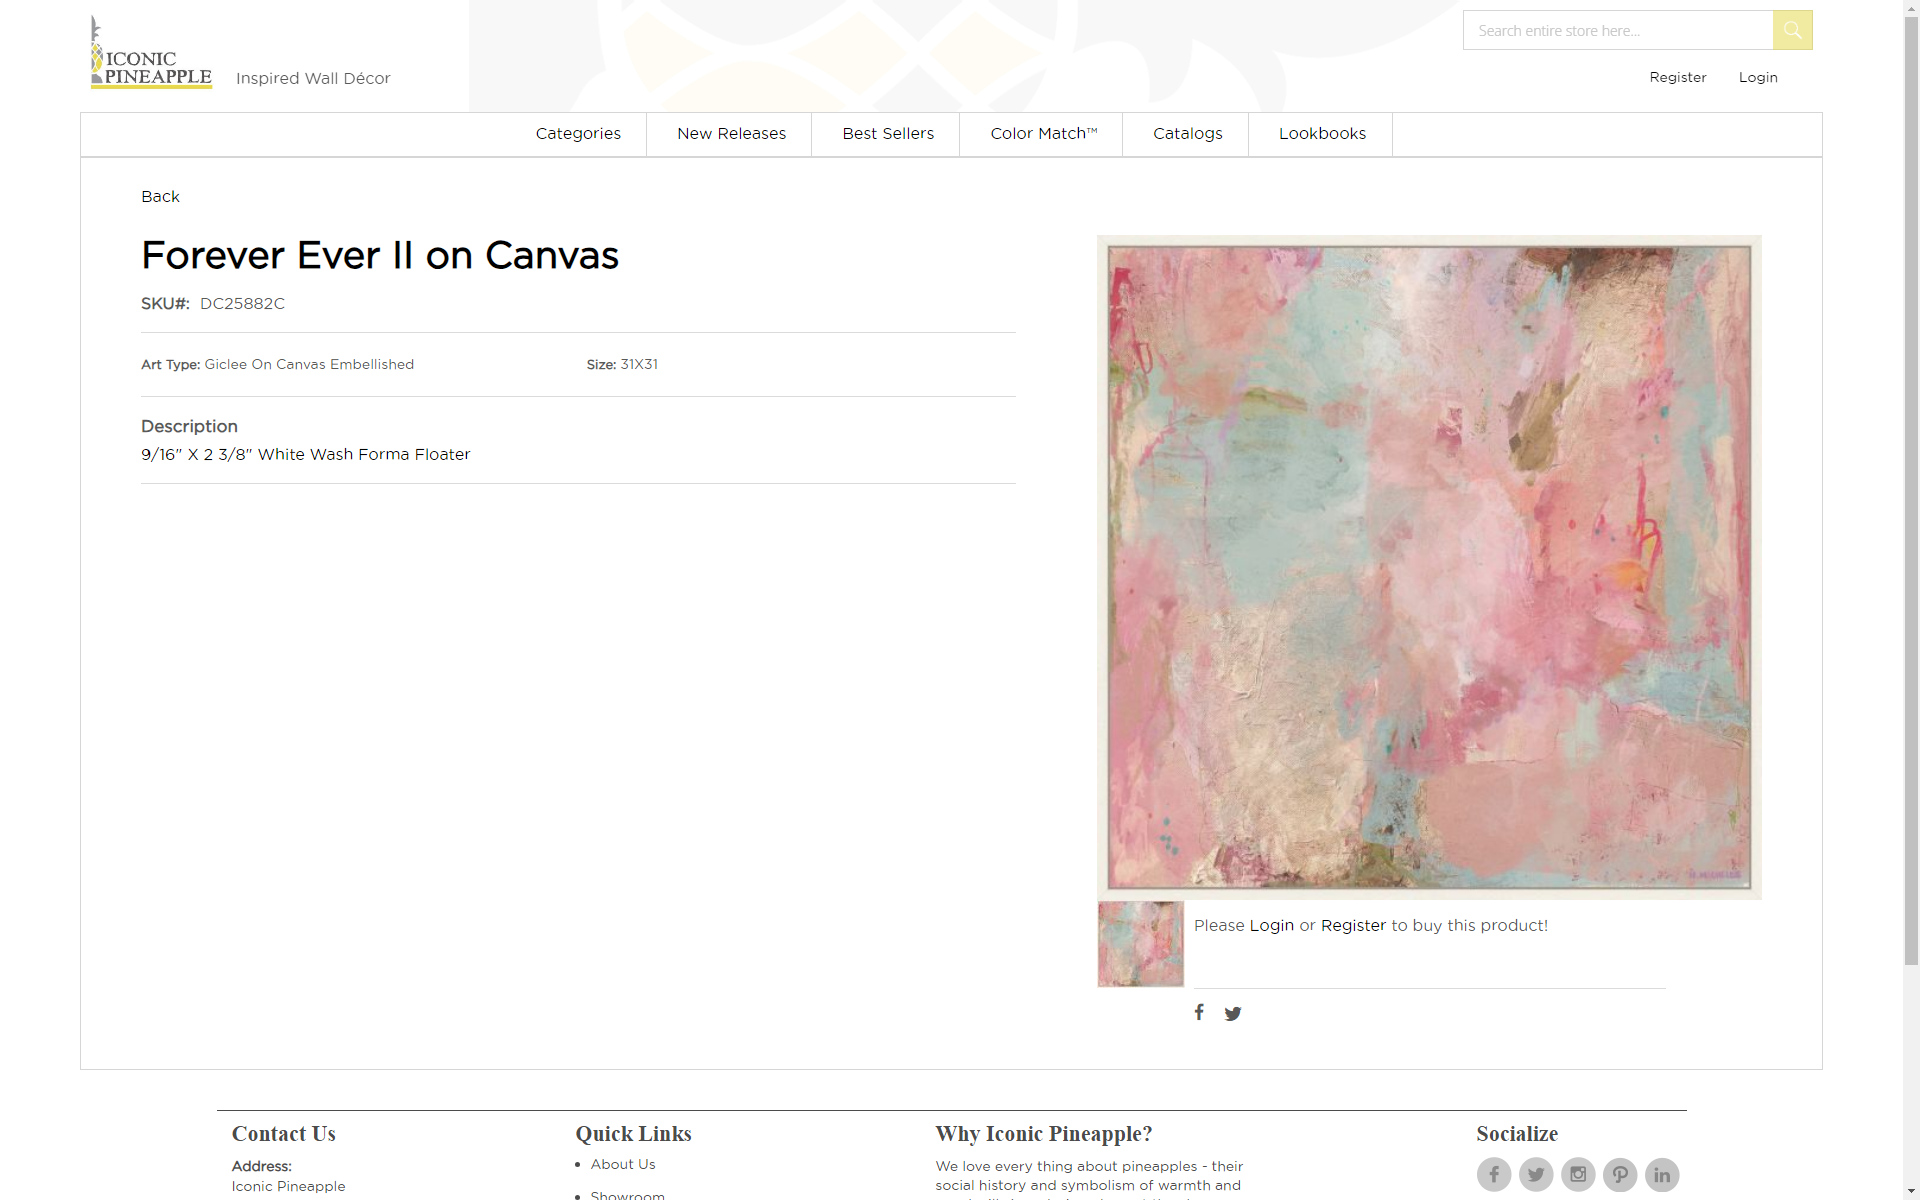 ICONIC
PINEAPPLE
Inspired Wall Décor
Search entire store here...
Register
Login
Categories
New Releases
Best Sellers
Color Match™
Catalogs
Lookbooks
Back
Forever Ever II on Canvas
SKU#: DC25882C
Art Type: Giclee On Canvas Embellished
Size: 31X31
Description
9/16" X 2 3/8" White Wash Forma Floater
Please Login or Register to buy this product!
Contact Us
Address:
Iconic Pineapple
Quick Links
About Us
Showroom
Why Iconic Pineapple?
We love every thing about pineapples - their
social history and symbolism of warmth and
Socialize